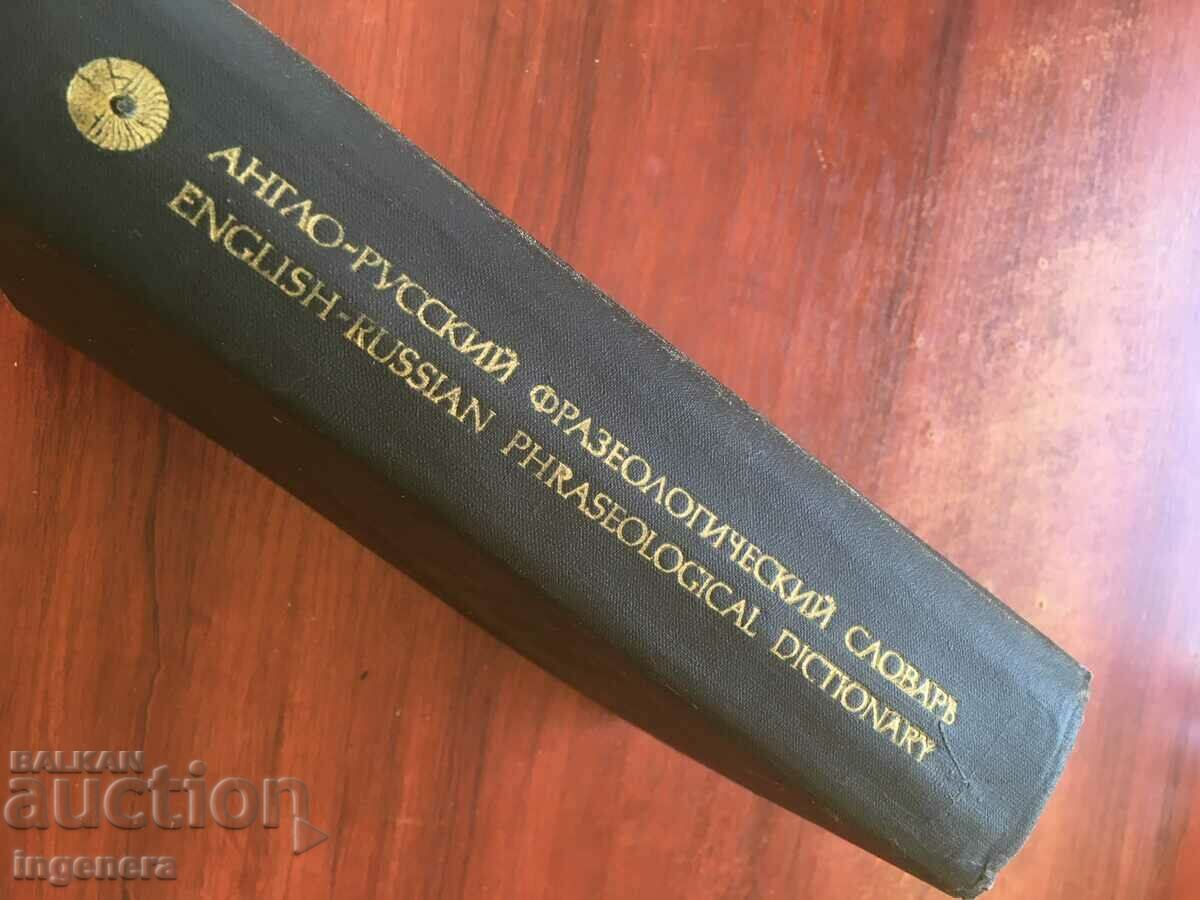 АНГЛО-РУССКИЙ ФРАЗЕОЛОГИЧЕСКИЙ СЛОВАРЬ
ENGLISH-RUSSIAN PHRASEOLOGICAL DICTIONARY
BALKAN
auction
ingenera